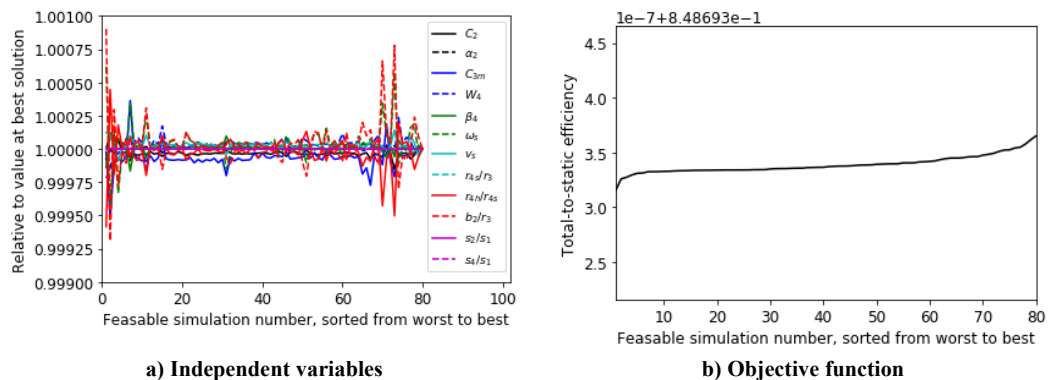 1.00100
1.00075
1.00050
1.00025
1.00000
0.99975
0.99950
0.99925
0.99900
Relative to value at best solution
0 20 40 60 80 100
Feasable simulation number, sorted from worst to best
C₂
α₂
C₃ₘ
W₄
β₄
ωₛ
vₛ
r₄ₛ/r₃
r₄ₕ/r₄ₛ
b₂/r₃
s₂/s₁
s₄/s₁
a) Independent variables
1e−7+8.48693e−1
4.5
4.0
3.5
3.0
2.5
Total-to-static efficiency
10 20 30 40 50 60 70 80
Feasable simulation number, sorted from worst to best
b) Objective function